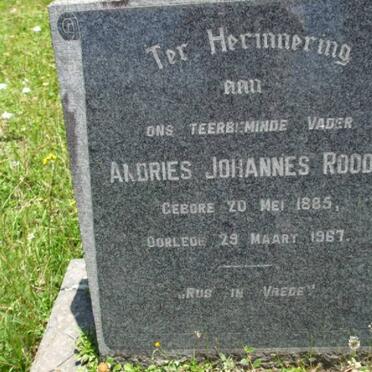 Ter Herinnering
aan
ONS TEERBEMINDE VADER
ANDRIES JOHANNES ROOD
GEBORE 20 MEI 1885,
OORLEDE 29 MAART 1967.
„RUS IN VREDE"